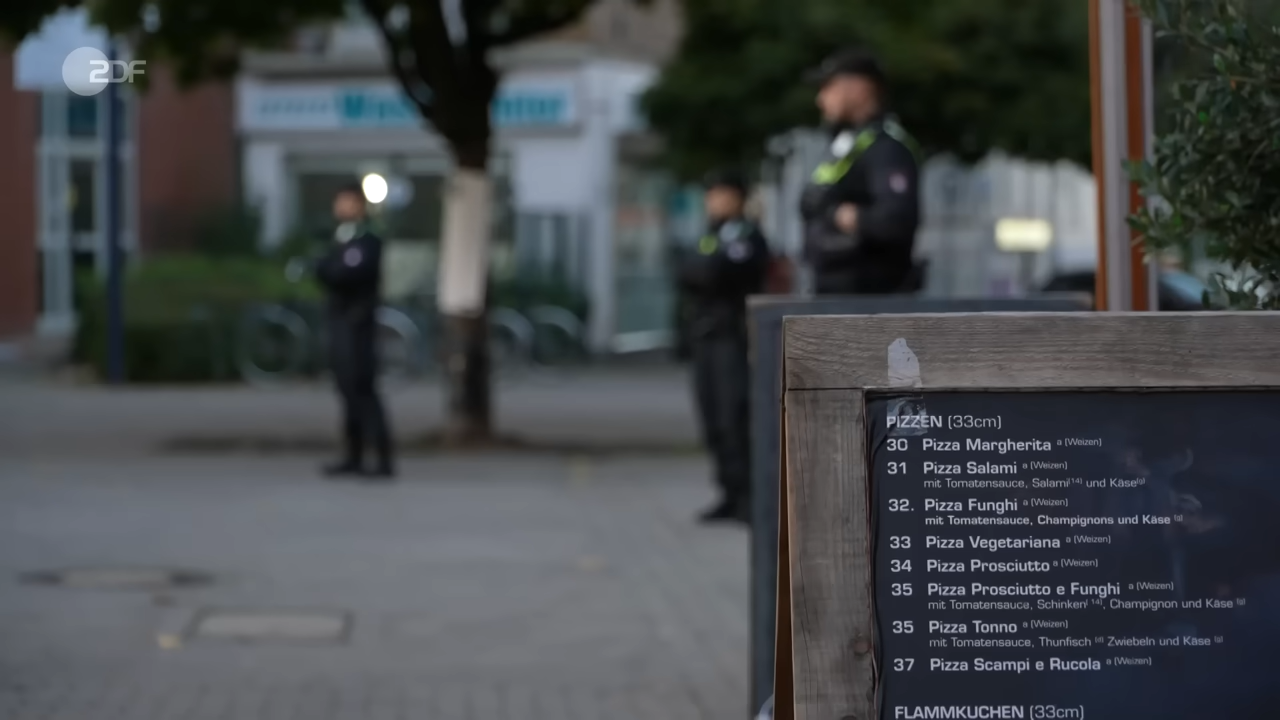 ZDF
PIZZEN (33cm)
30 Pizza Margherita a (Weizen)
31 Pizza Salami a (Weizen)
mit Tomatensauce, Salami(14) und Käse(g)
32. Pizza Funghi a (Weizen)
mit Tomatensauce, Champignons und Käse (g)
33 Pizza Vegetariana a (Weizen)
34 Pizza Prosciutto a (Weizen)
35 Pizza Prosciutto e Funghi a (Weizen)
mit Tomatensauce, Schinken( 14), Champignon und Käse (g)
35 Pizza Tonno a (Weizen)
mit Tomatensauce, Thunfisch (d) Zwiebeln und Käse (g)
37 Pizza Scampi e Rucola a (Weizen)
FLAMMKUCHEN (33cm)